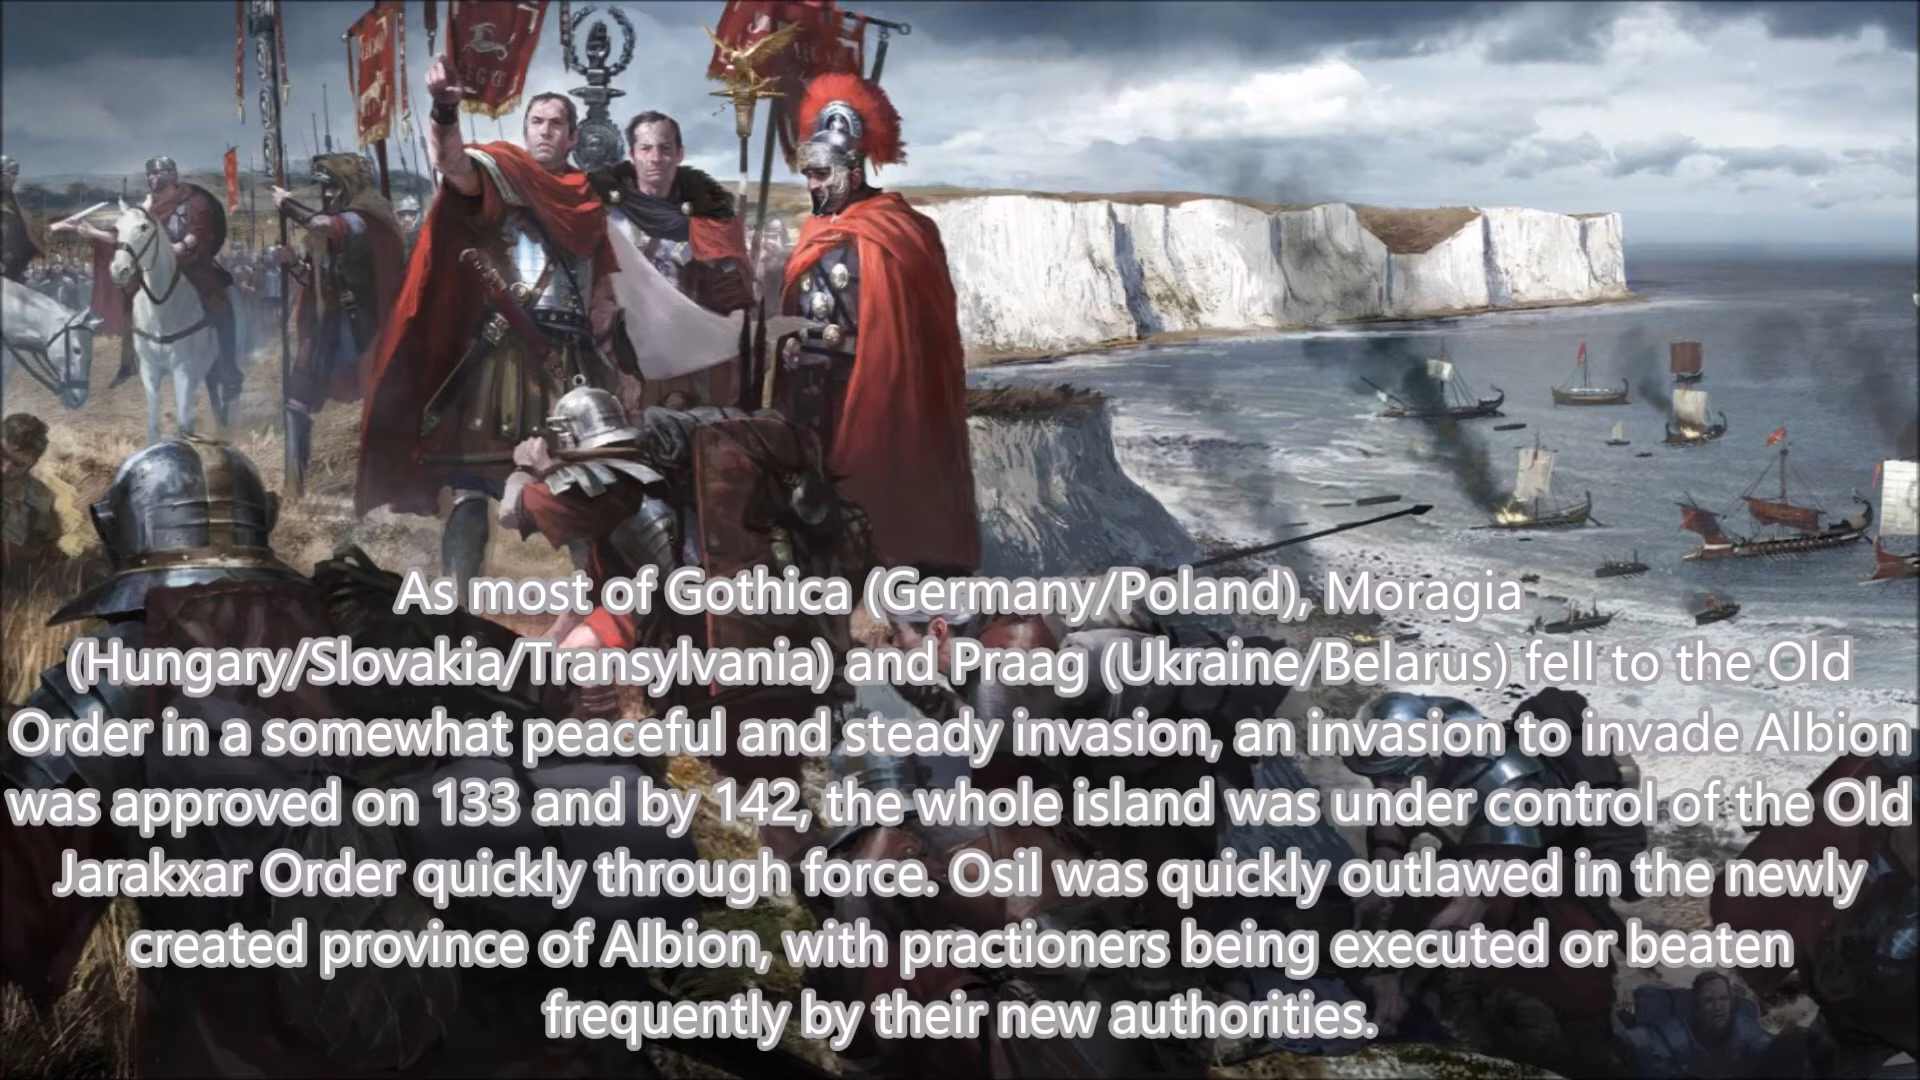 As most of Gothica (Germany/Poland), Moragia
(Hungary/Slovakia/Transylvania) and Praag (Ukraine/Belarus) fell to the Old
Order in a somewhat peaceful and steady invasion, an invasion to invade Albion
was approved on 133 and by 142, the whole island was under control of the Old
Jarakxar Order quickly through force. Osil was quickly outlawed in the newly
created province of Albion, with practioners being executed or beaten
frequently by their new authorities.